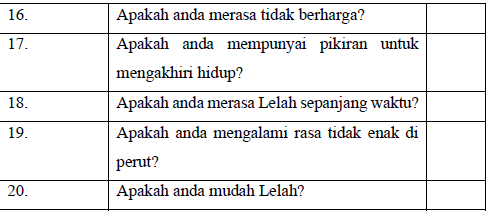 16. Apakah anda merasa tidak berharga?
17. Apakah anda mempunyai pikiran untuk
mengakhiri hidup?
18. Apakah anda merasa Lelah sepanjang waktu?
19. Apakah anda mengalami rasa tidak enak di
perut?
20. Apakah anda mudah Lelah?